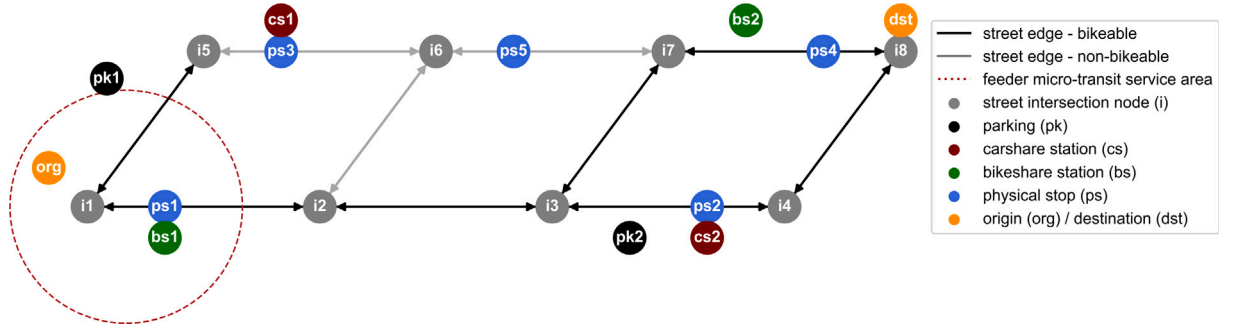 cs1
bs2
dst
i5
ps3
i6
ps5
i7
ps4
i8
pk1
org
i1
ps1
i2
i3
ps2
i4
bs1
pk2
cs2
street edge - bikeable
street edge - non-bikeable
feeder micro-transit service area
street intersection node (i)
parking (pk)
carshare station (cs)
bikeshare station (bs)
physical stop (ps)
origin (org) / destination (dst)